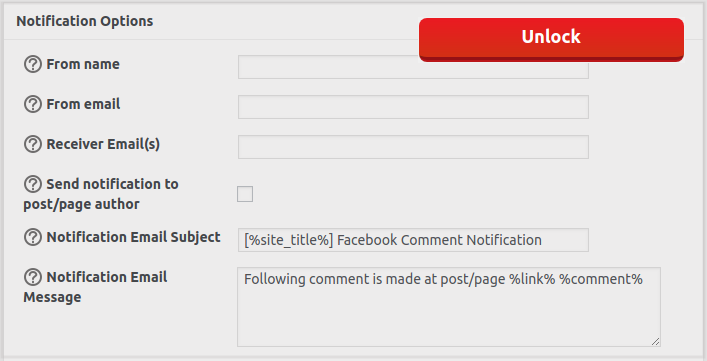 Notification Options
Unlock
From name
From email
Receiver Email(s)
Send notification to
post/page author
Notification Email Subject
[%site_title%] Facebook Comment Notification
Notification Email
Message
Following comment is made at post/page %link% %comment%